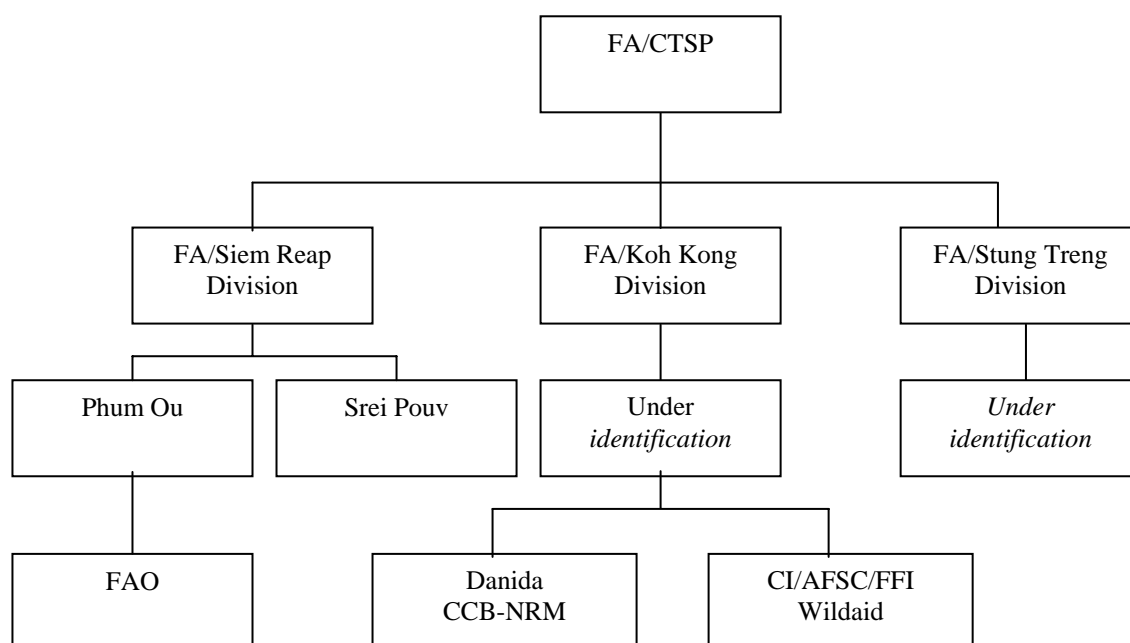 FA/CTSP
FA/Siem Reap
Division
FA/Koh Kong
Division
FA/Stung Treng
Division
Phum Ou
Srei Pouv
Under
identification
Under
identification
FAO
Danida
CCB-NRM
CI/AFSC/FFI
Wildaid